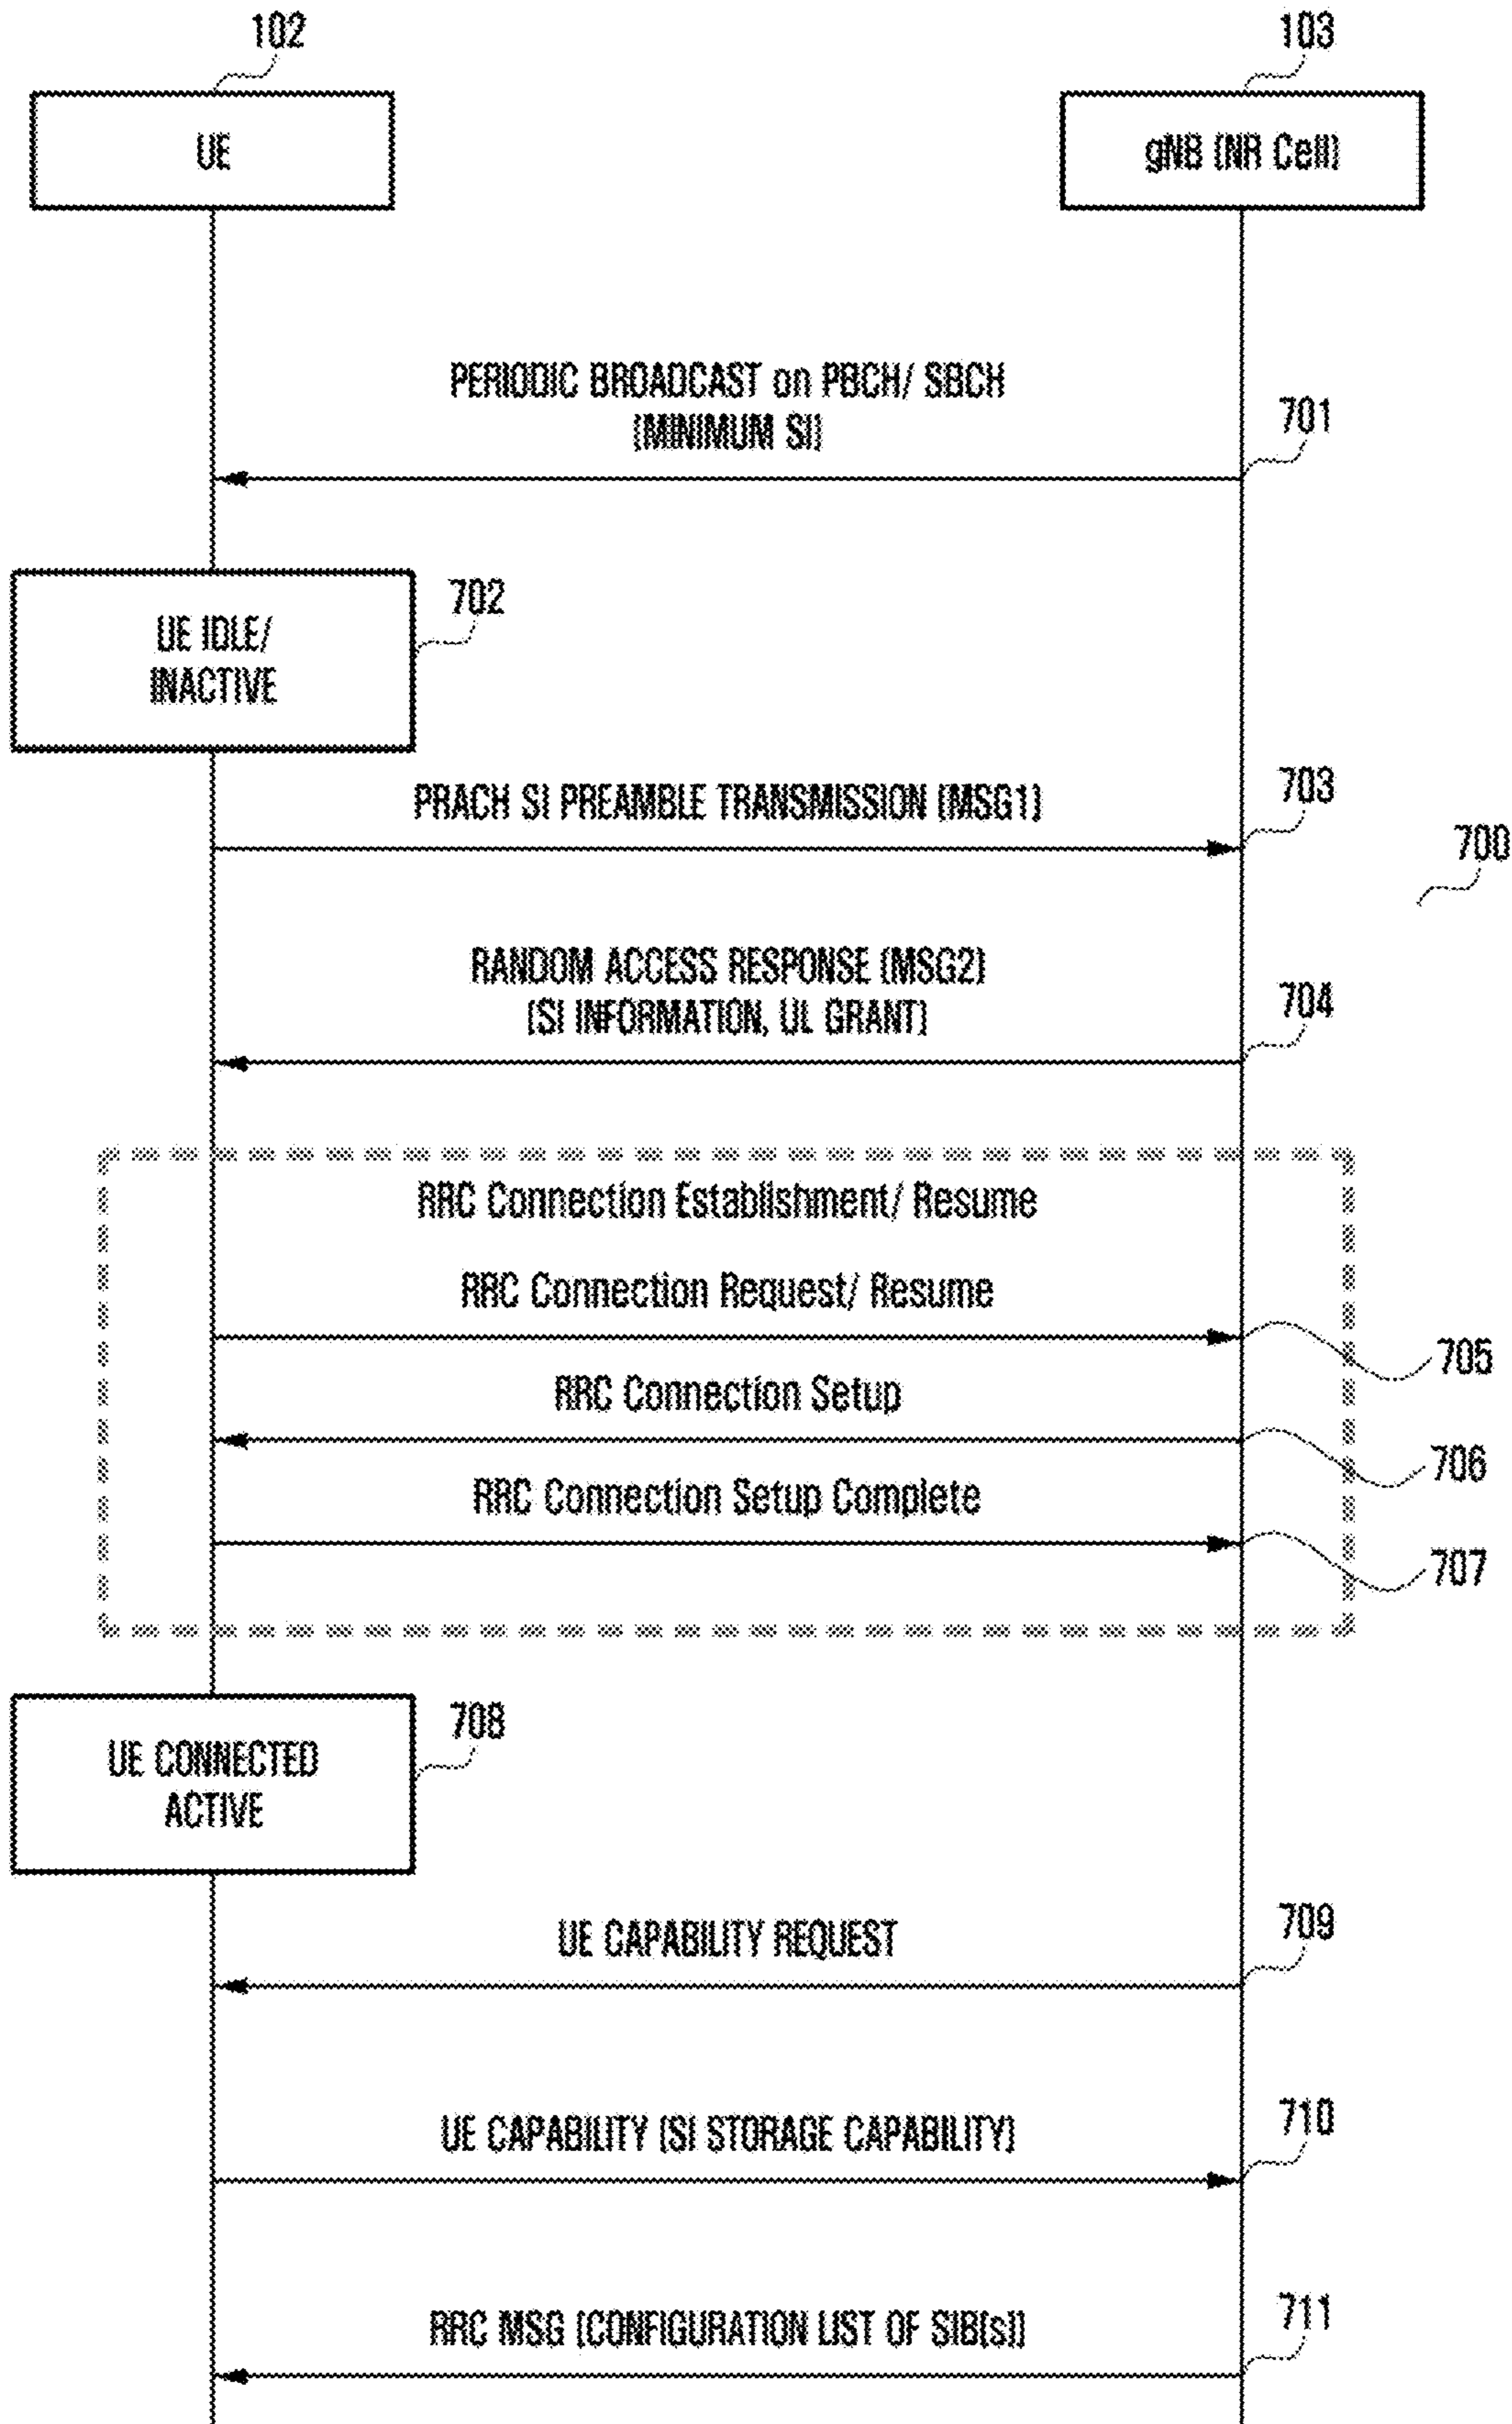 102
103
UE
gNB (NR Cell)
PERIODIC BROADCAST on PBCH/ SBCH
(MINIMUM SI)
701
UE IDLE/
INACTIVE
702
PRACH SI PREAMBLE TRANSMISSION (MSG1)
703
700
RANDOM ACCESS RESPONSE (MSG2)
(SI INFORMATION, UL GRANT)
704
RRC Connection Establishment/ Resume
RRC Connection Request/ Resume
705
RRC Connection Setup
706
RRC Connection Setup Complete
707
UE CONNECTED
ACTIVE
708
UE CAPABILITY REQUEST
709
UE CAPABILITY (SI STORAGE CAPABILITY)
710
RRC MSG (CONFIGURATION LIST OF SIB(s))
711